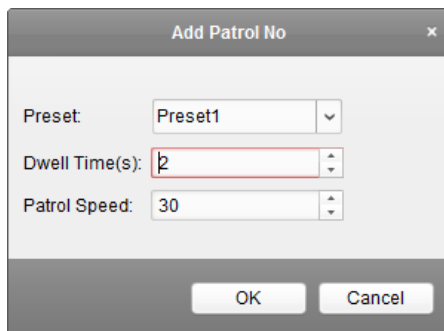 Add Patrol No ×
Preset: Preset1
Dwell Time(s): 2
Patrol Speed: 30
OK Cancel